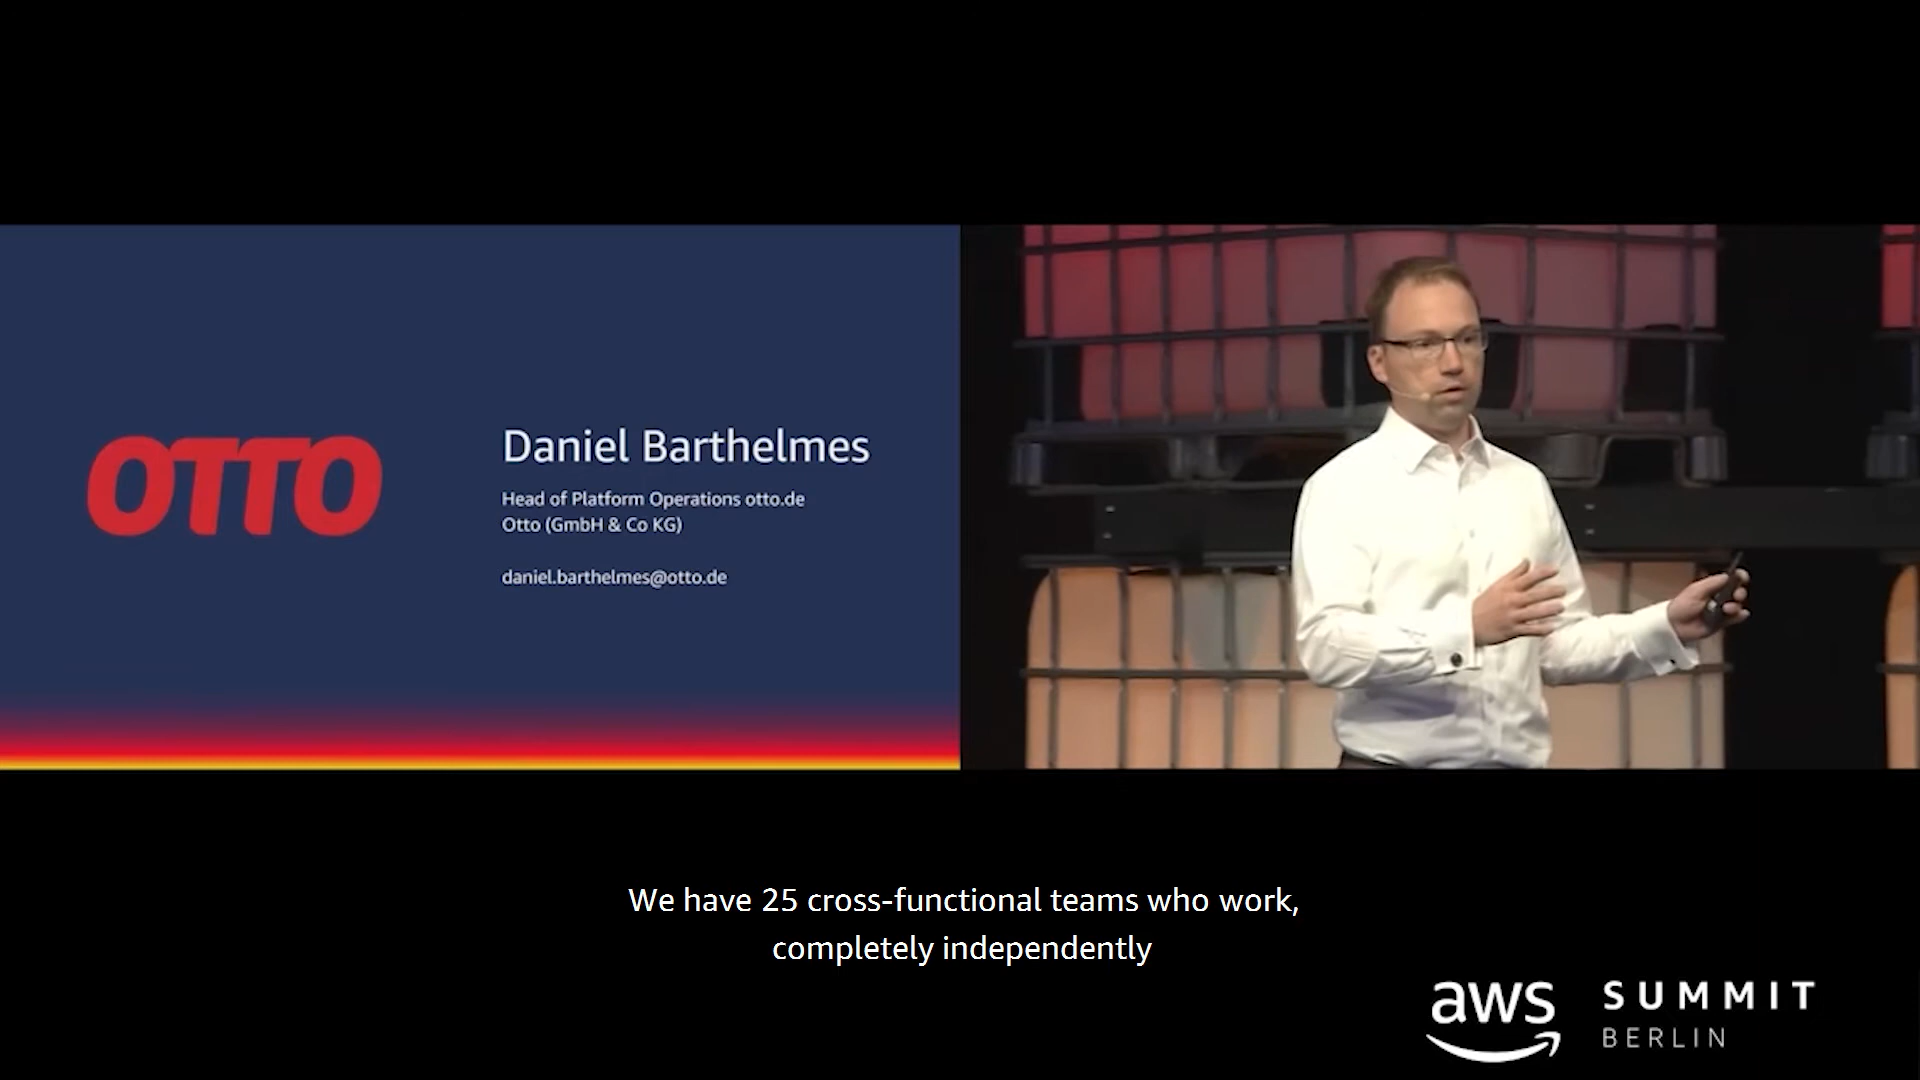 OTTO
Daniel Barthelmes
Head of Platform Operations otto.de
Otto (GmbH & Co KG)
daniel.barthelmes@otto.de
We have 25 cross-functional teams who work,
completely independently
aws SUMMIT
BERLIN